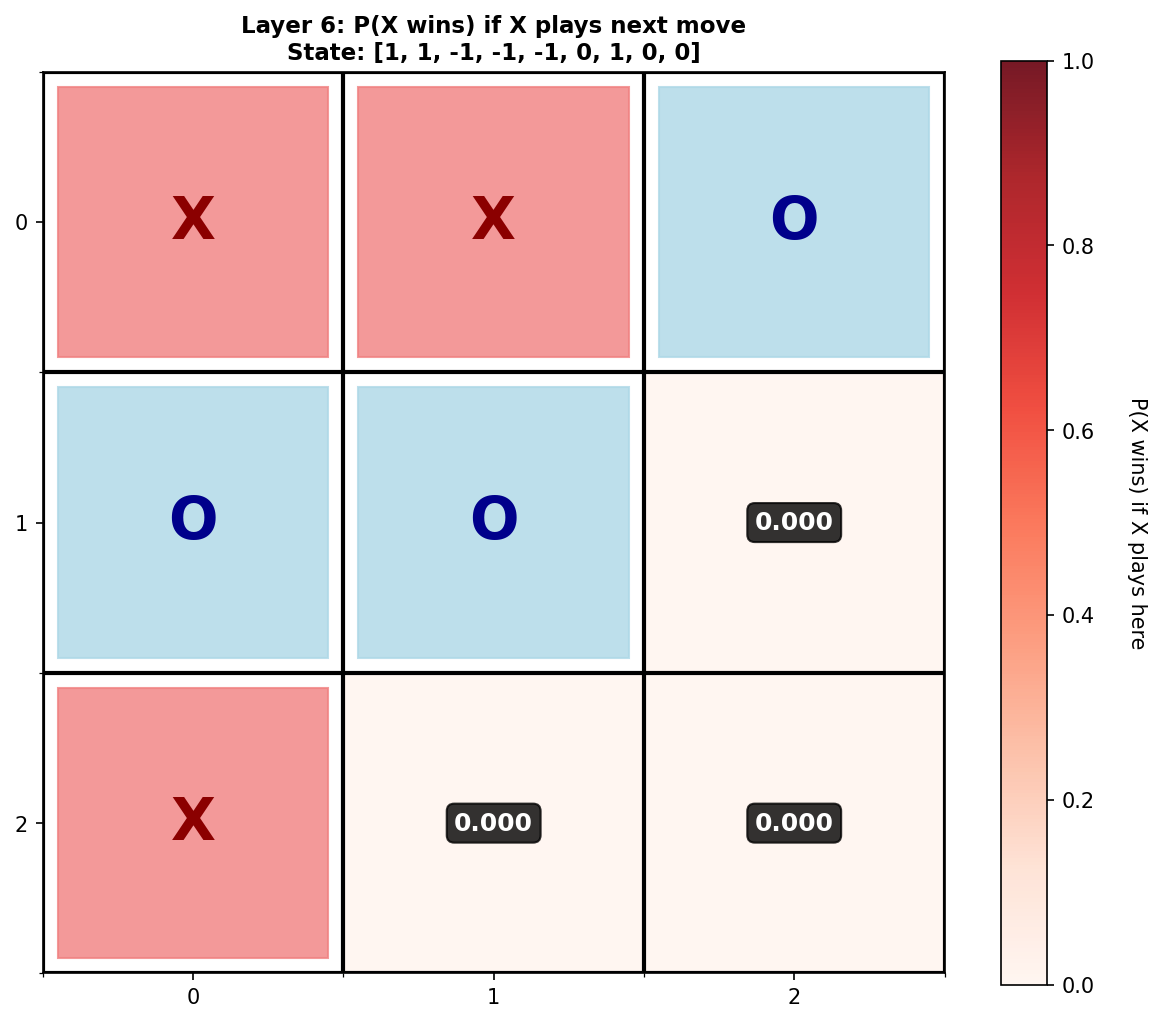 Layer 6: P(X wins) if X plays next move
State: [1, 1, -1, -1, -1, 0, 1, 0, 0]
0
X
X
O
1
O
O
0.000
2
X
0.000
0.000
0
1
2
1.0
0.8
0.6
0.4
0.2
0.0
P(X wins) if X plays here